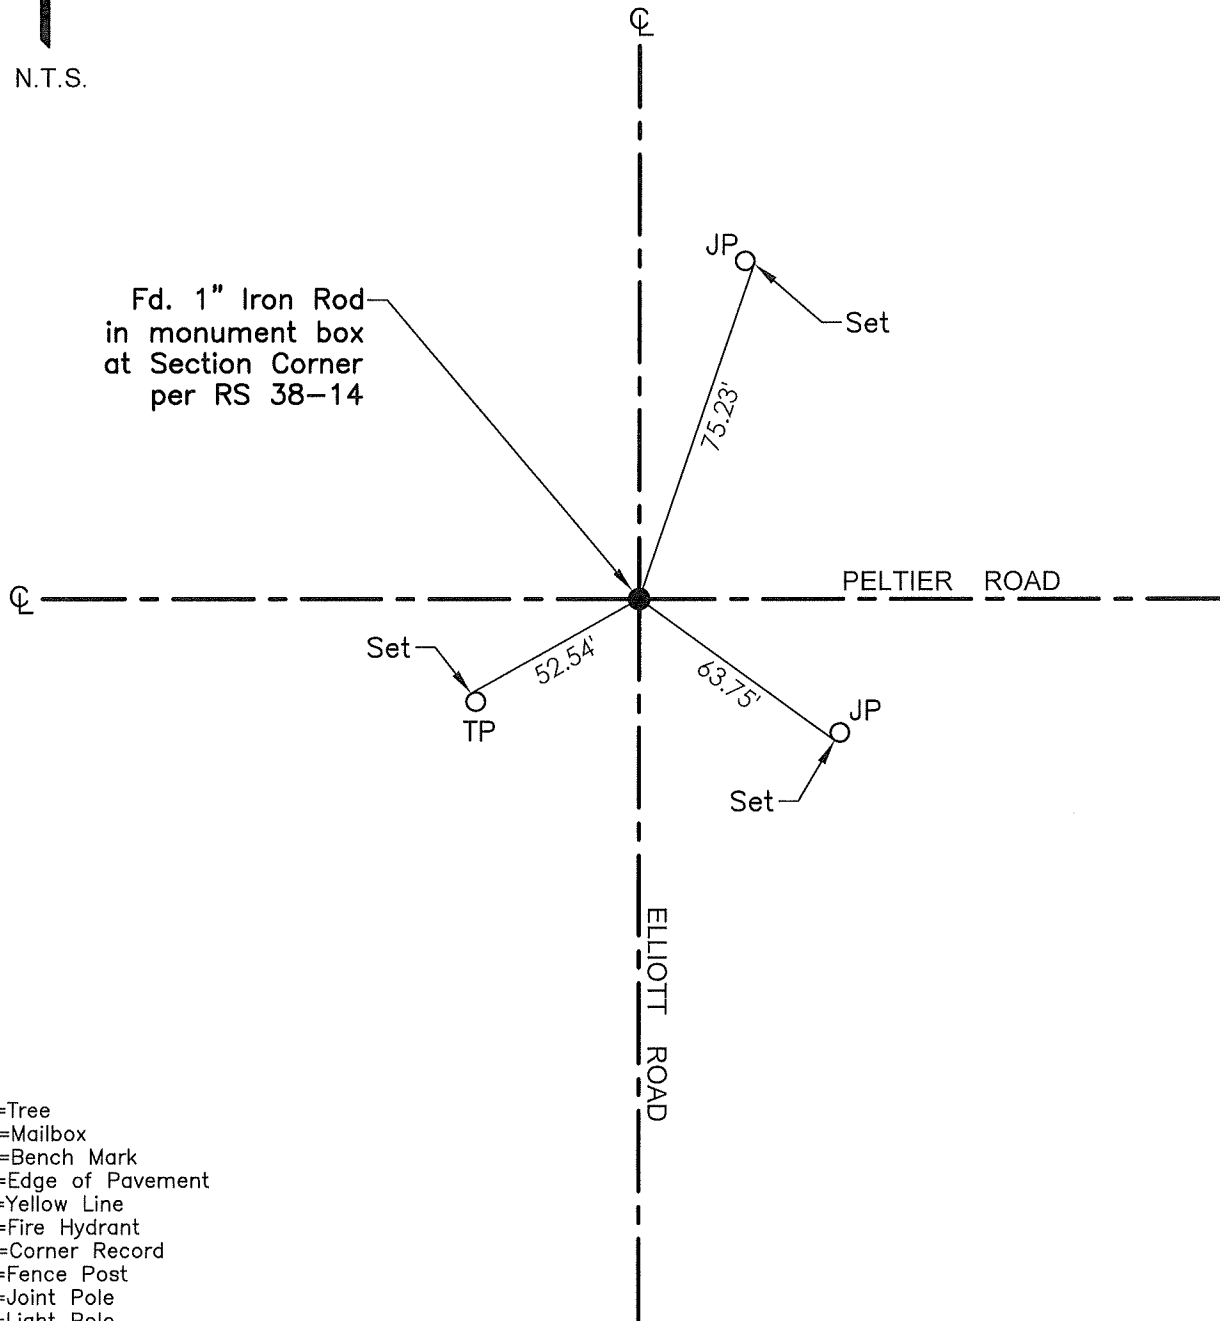 ℄
N.T.S.
JP
Set
Fd. 1" Iron Rod
in monument box
at Section Corner
per RS 38-14
75.23'
℄
PELTIER ROAD
Set
52.54'
63.75'
TP
JP
Set
ELLIOTT ROAD
=Tree
=Mailbox
=Bench Mark
=Edge of Pavement
=Yellow Line
=Fire Hydrant
=Corner Record
=Fence Post
=Joint Pole
=Light Pole